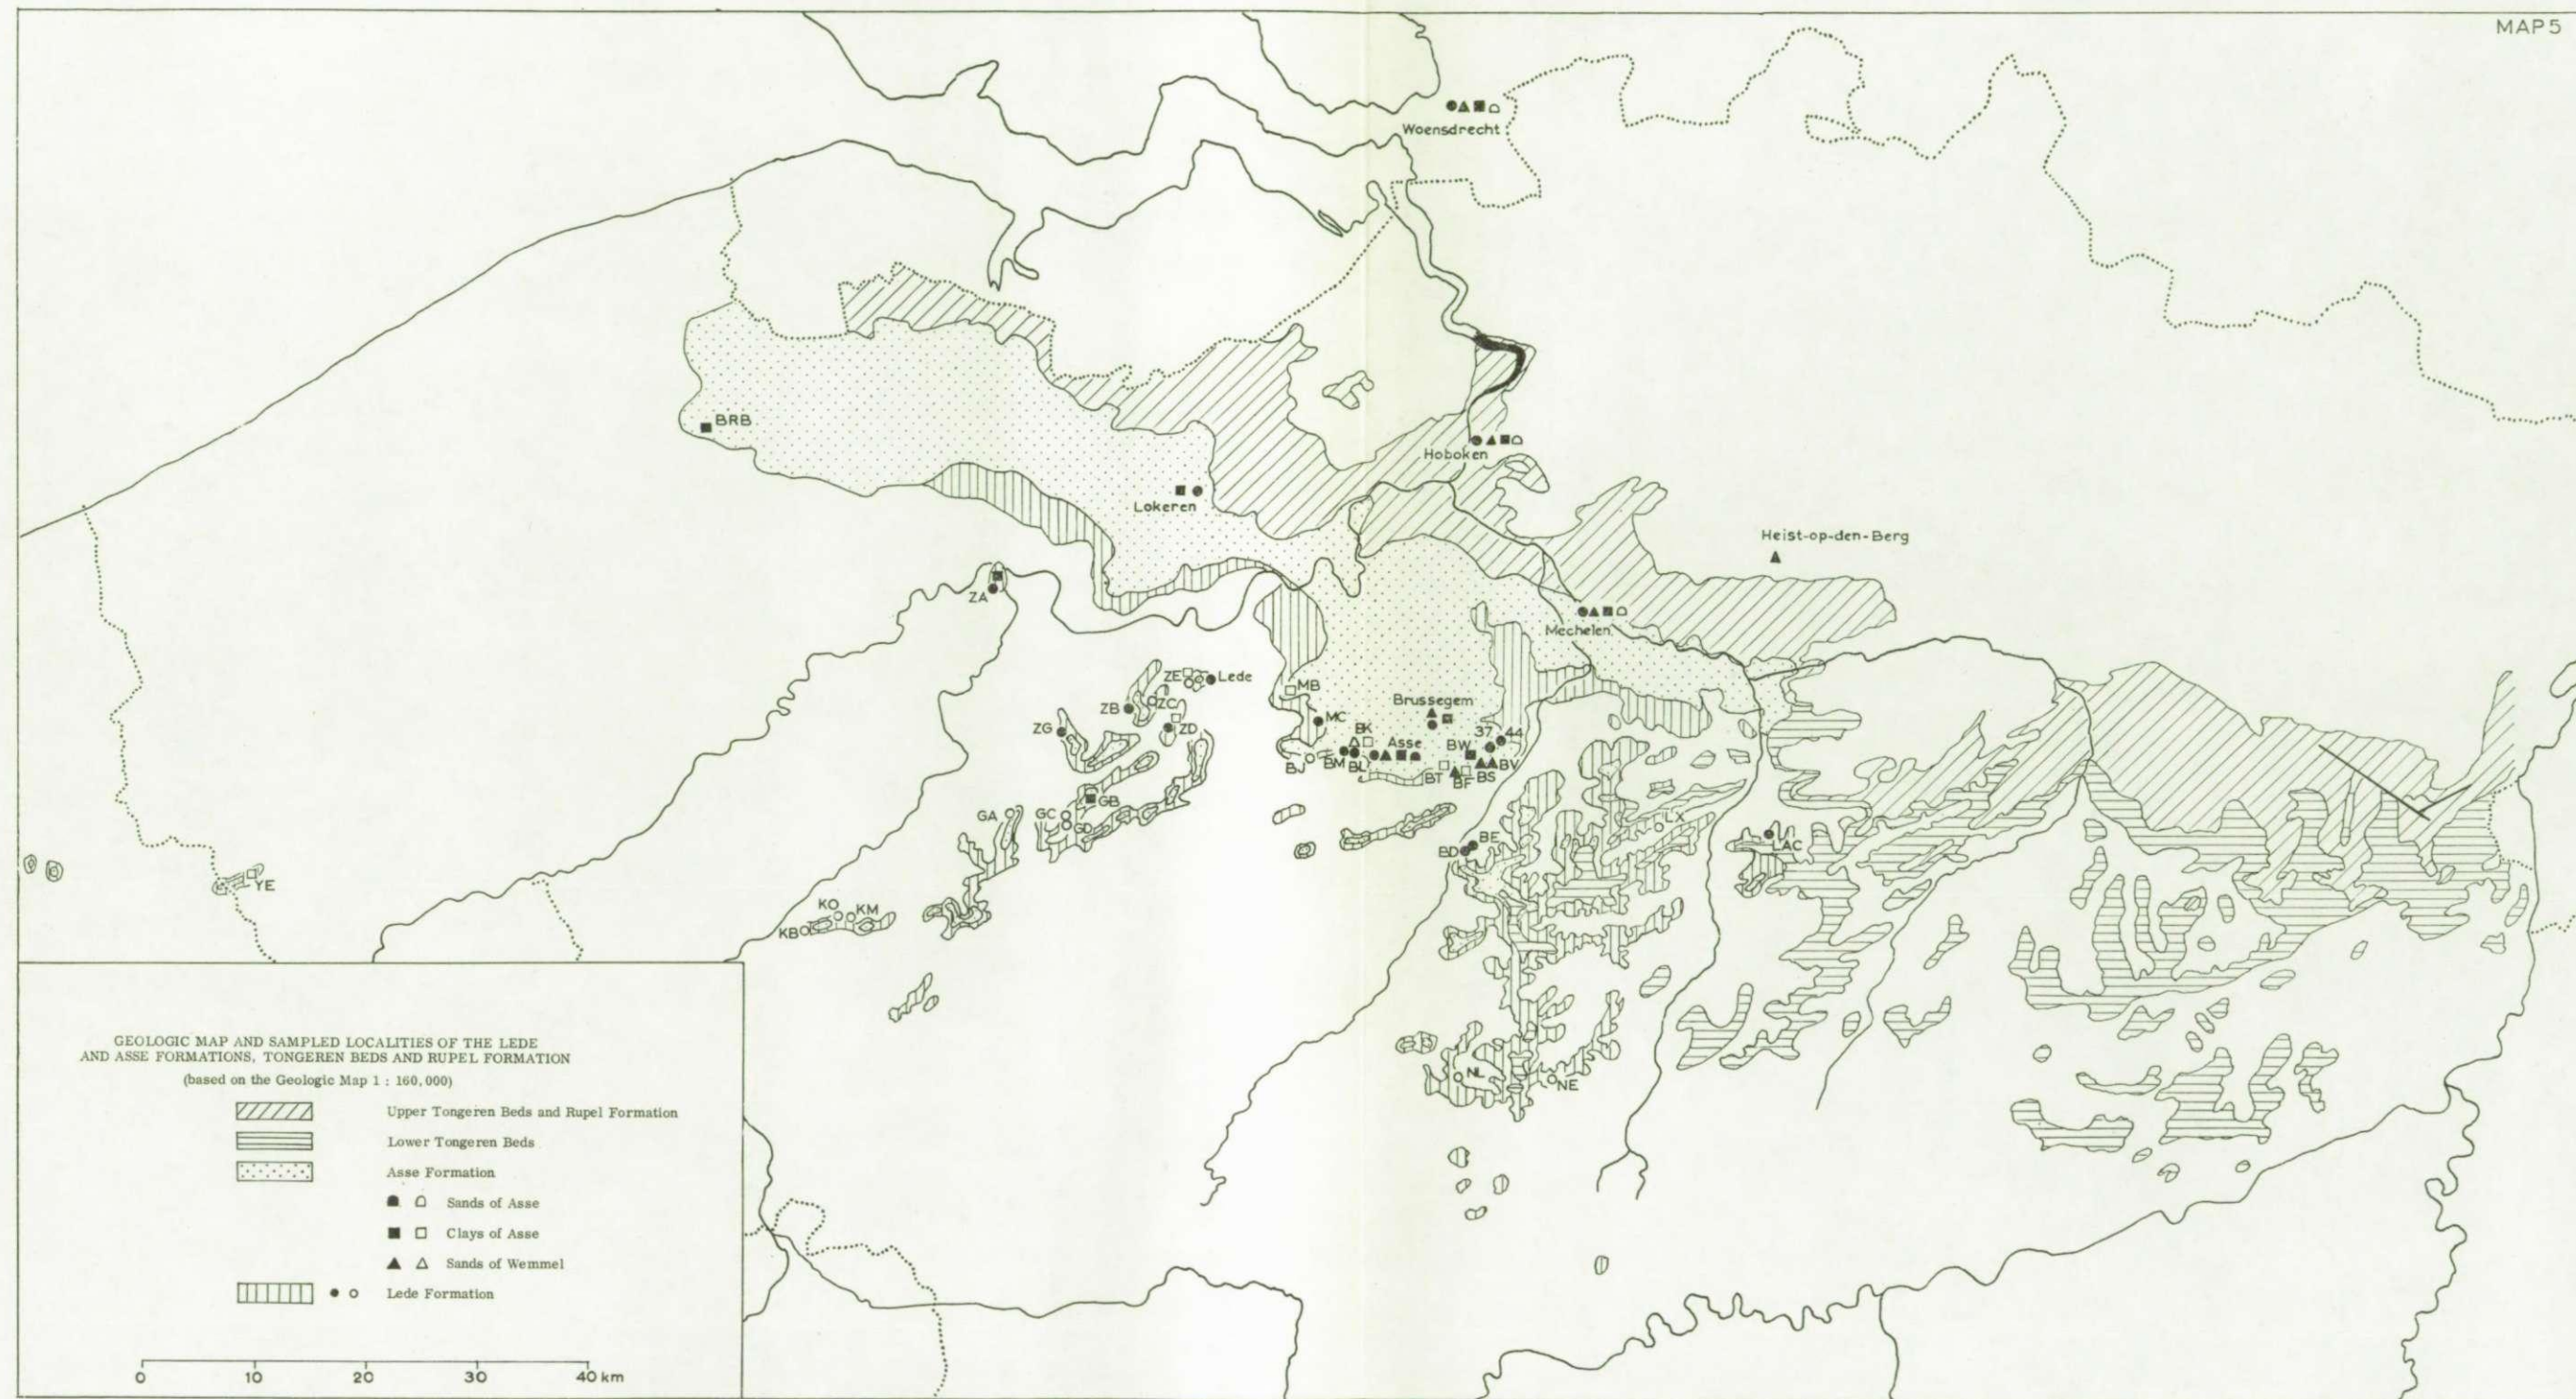 MAP 5
Woensdrecht
BRB
Hoboken
Lokeren
Heist-op-den-Berg
ZA
Mechelen
ZE
Lede
MB
ZB
ZC
Brussegem
ZG
ZD
MC
BK
Asse
37
44
BW
BJ
BM
BL
BT
BF
BS
BV
GB
GA
GC
GD
LX
BE
BD
LAC
YE
KO
KM
KB
NL
NE
GEOLOGIC MAP AND SAMPLED LOCALITIES OF THE LEDE
AND ASSE FORMATIONS, TONGEREN BEDS AND RUPEL FORMATION
(based on the Geologic Map 1 : 160,000)
Upper Tongeren Beds and Rupel Formation
Lower Tongeren Beds
Asse Formation
Sands of Asse
Clays of Asse
Sands of Wemmel
Lede Formation
0 10 20 30 40 km